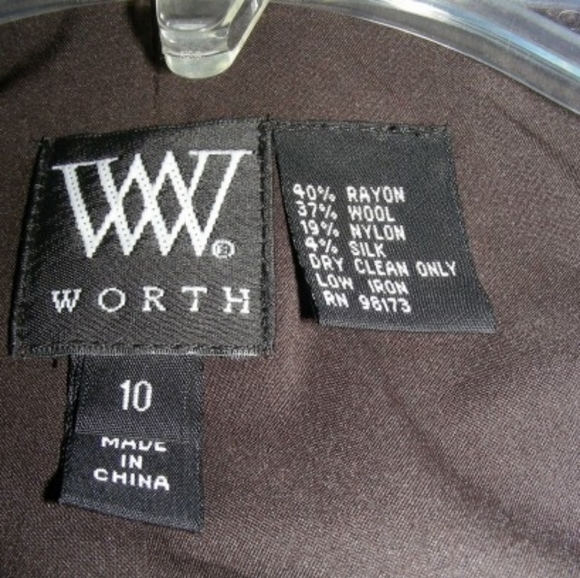 W
®
WORTH
40% RAYON
37% WOOL
19% NYLON
4% SILK
DRY CLEAN ONLY
LOW IRON
RN 98173
10
MADE
IN
CHINA